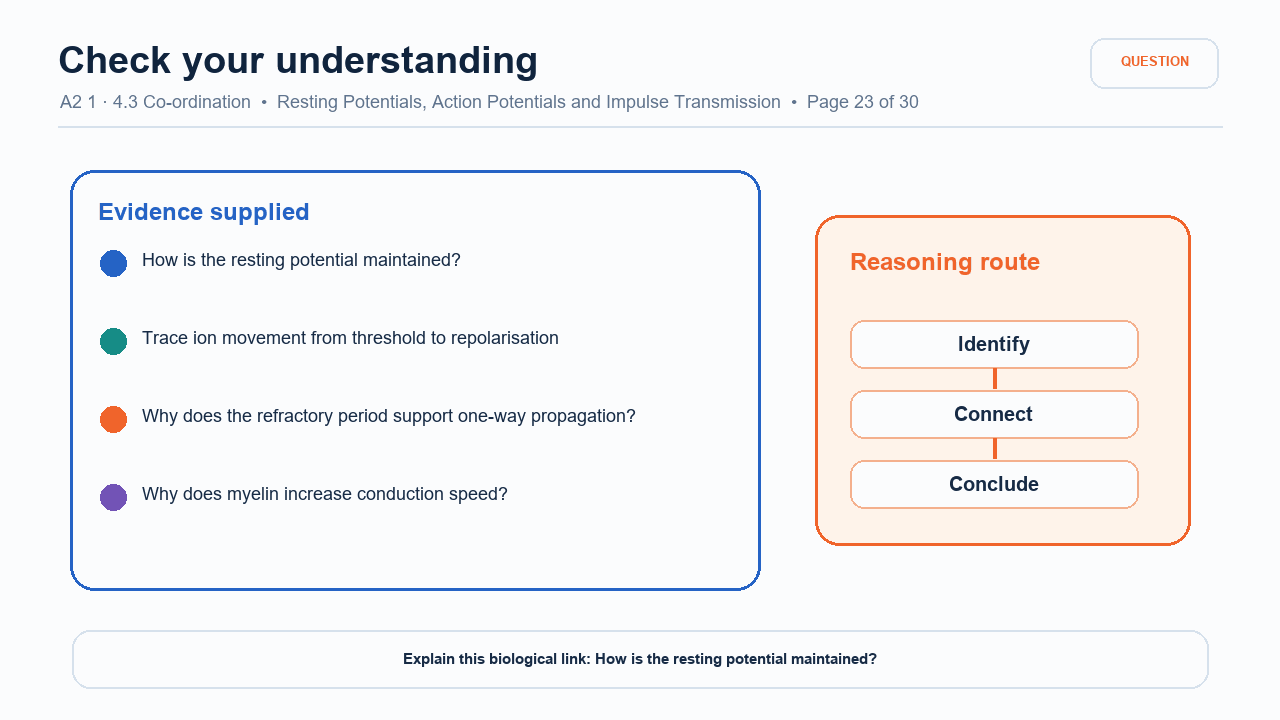 Check your understanding
QUESTION
A2 1 · 4.3 Co-ordination • Resting Potentials, Action Potentials and Impulse Transmission • Page 23 of 30
Evidence supplied
How is the resting potential maintained?
Trace ion movement from threshold to repolarisation
Why does the refractory period support one-way propagation?
Why does myelin increase conduction speed?
Reasoning route
Identify
Connect
Conclude
Explain this biological link: How is the resting potential maintained?